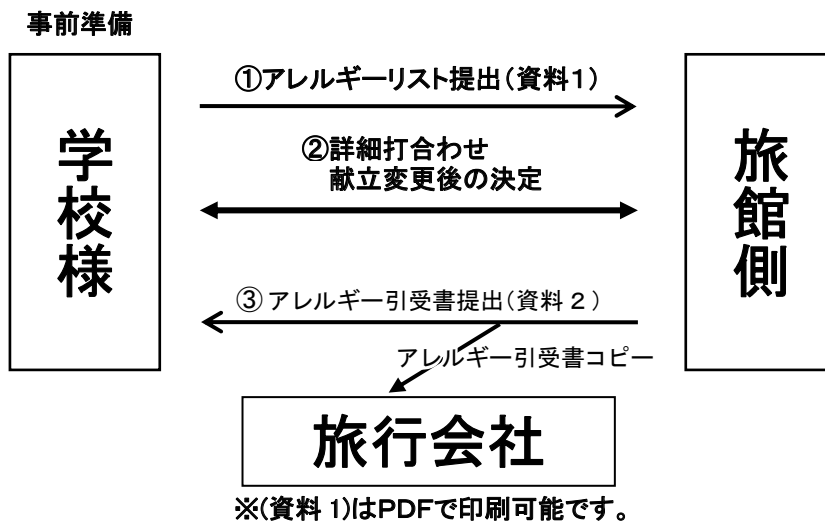 事前準備
①アレルギーリスト提出(資料1)
学校様
②詳細打合わせ
献立変更後の決定
旅館側
③アレルギー引受書提出(資料２)
アレルギー引受書コピー
旅行会社
※(資料1)はPDFで印刷可能です。